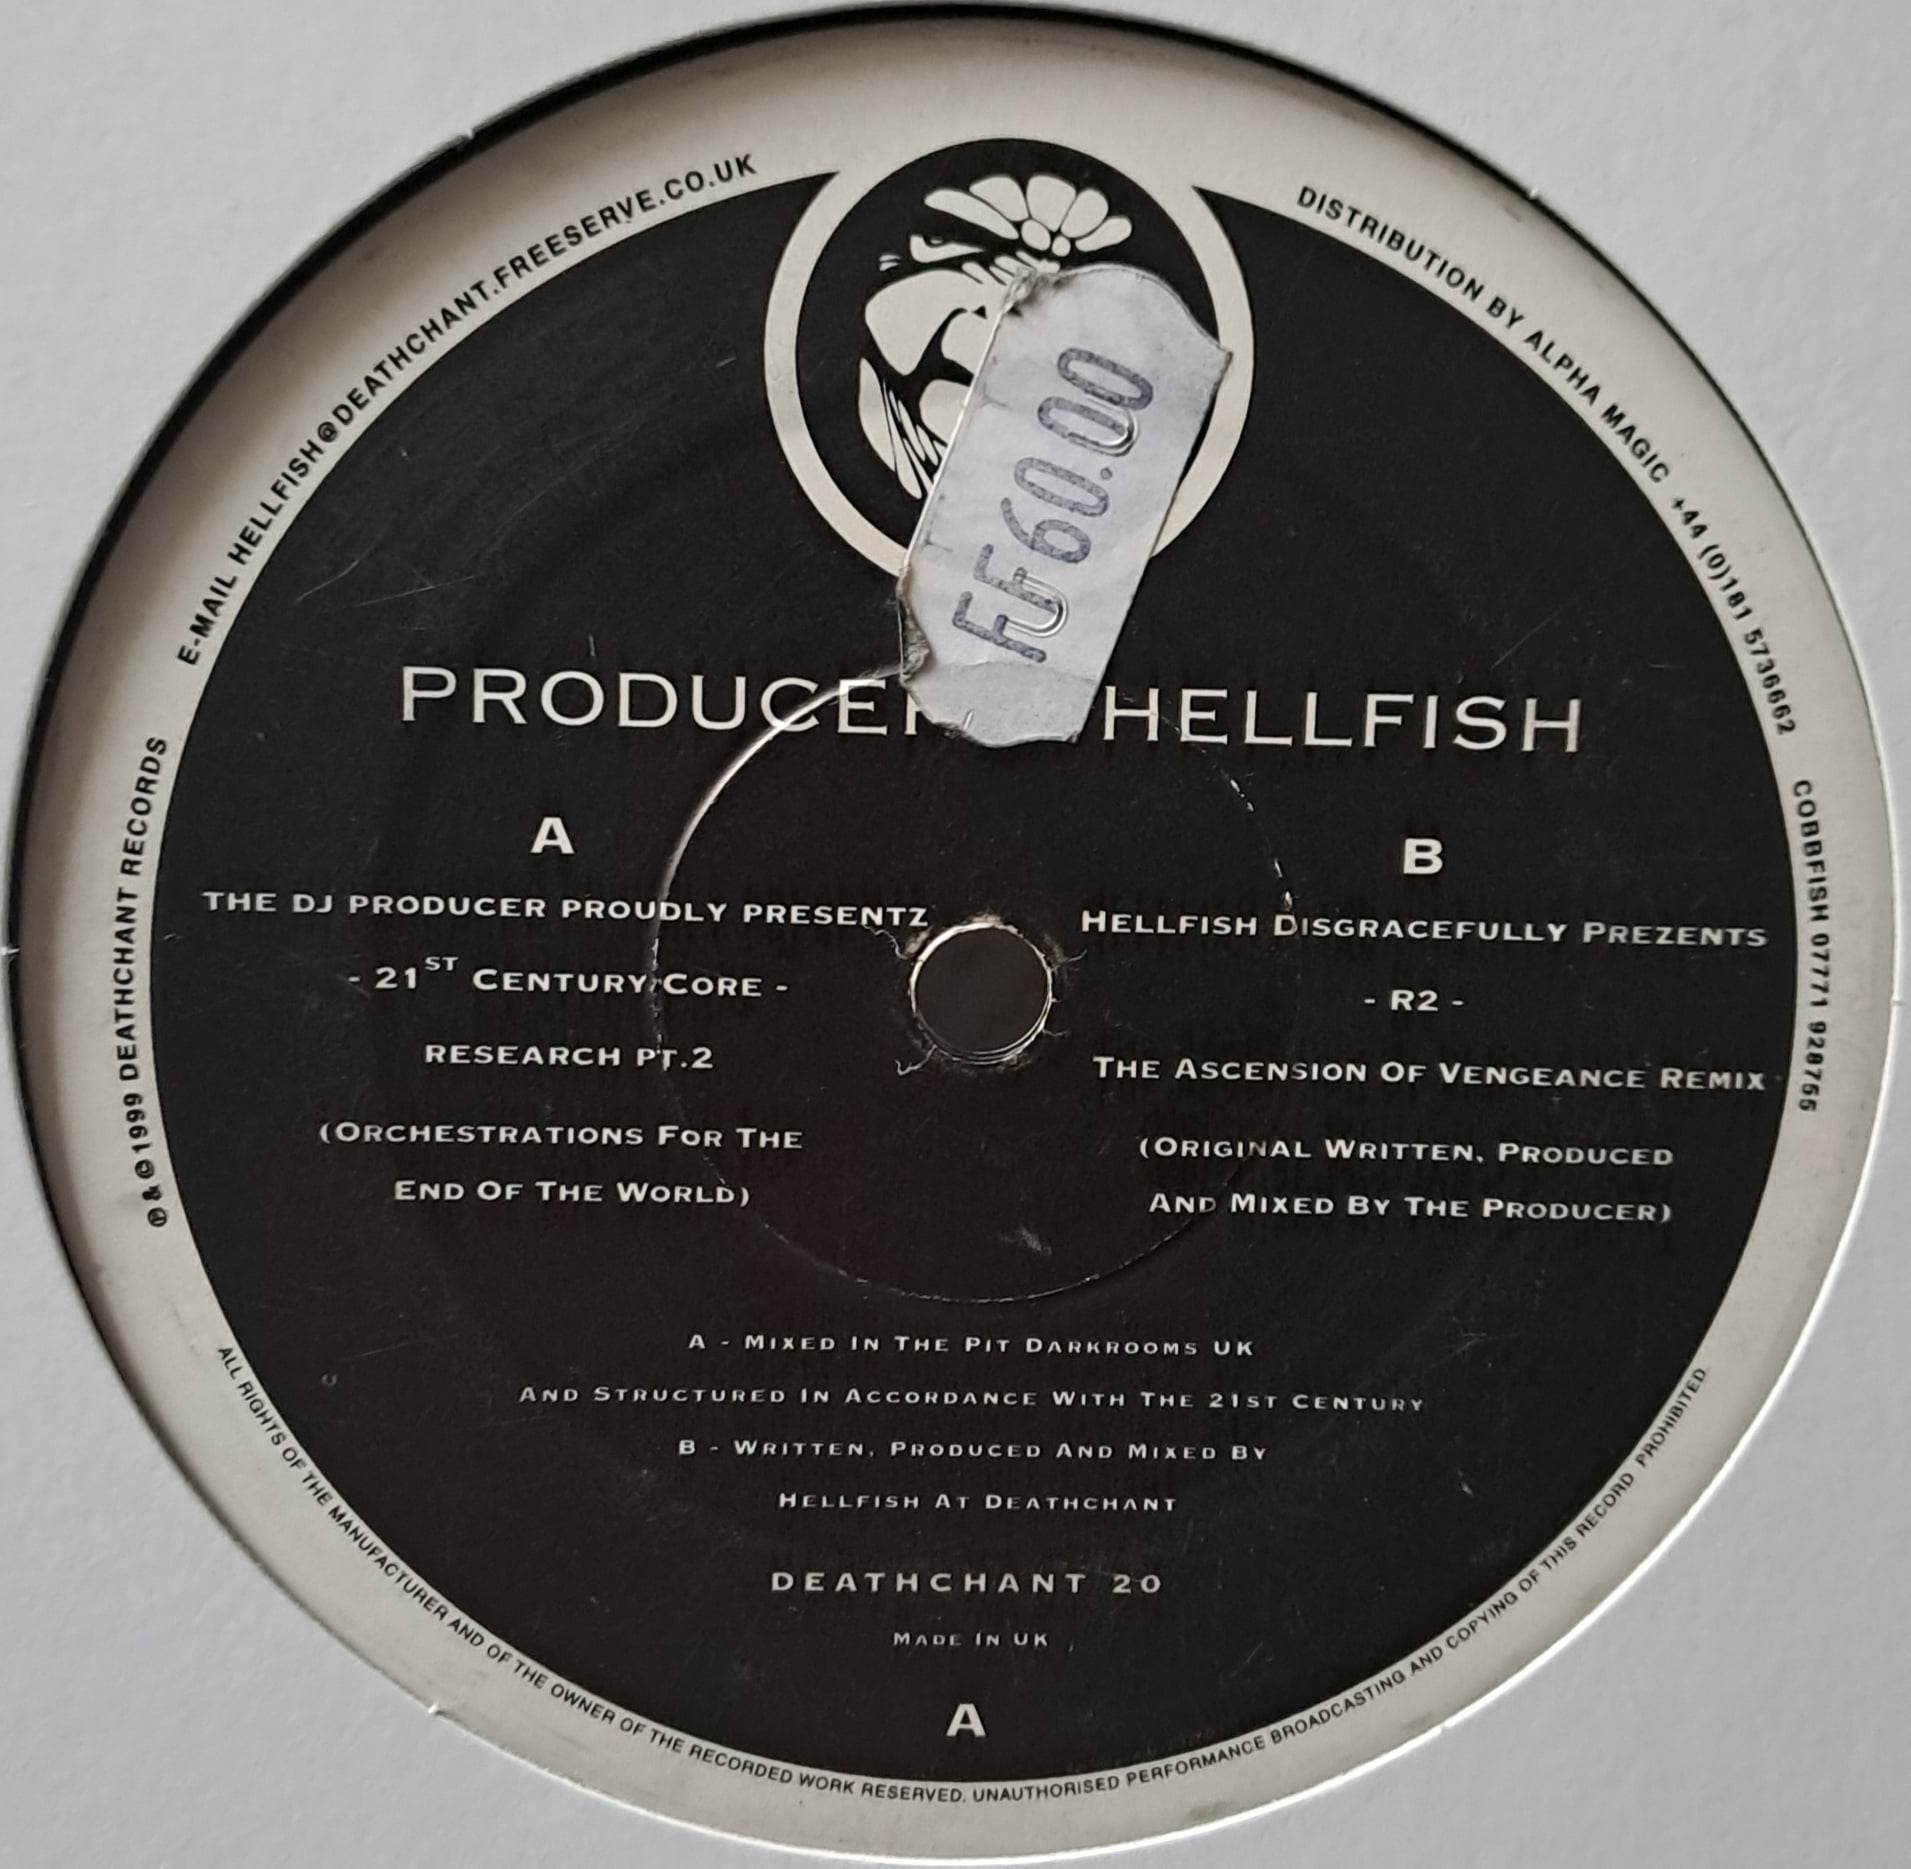 E-MAIL HELLFISH@DEATHCHANT.FREESERVE.CO.UK
DISTRIBUTION BY ALPHA MAGIC +44 (0)181 5736662
COBBFISH 07771 928755
℗ & © 1999 DEATHCHANT RECORDS
FF60.00
PRODUCER HELLFISH
A
THE DJ PRODUCER PROUDLY PRESENTZ
- 21ST CENTURY CORE -
RESEARCH PT.2
(ORCHESTRATIONS FOR THE
END OF THE WORLD)
B
HELLFISH DISGRACEFULLY PREZENTS
- R2 -
THE ASCENSION OF VENGEANCE REMIX
(ORIGINAL WRITTEN, PRODUCED
AND MIXED BY THE PRODUCER)
A - MIXED IN THE PIT DARKROOMS UK
AND STRUCTURED IN ACCORDANCE WITH THE 21ST CENTURY
B - WRITTEN, PRODUCED AND MIXED BY
HELLFISH AT DEATHCHANT
DEATHCHANT 20
MADE IN UK
A
ALL RIGHTS OF THE MANUFACTURER AND OF THE OWNER OF THE RECORDED WORK RESERVED. UNAUTHORISED PERFORMANCE BROADCASTING AND COPYING OF THIS RECORD PROHIBITED.